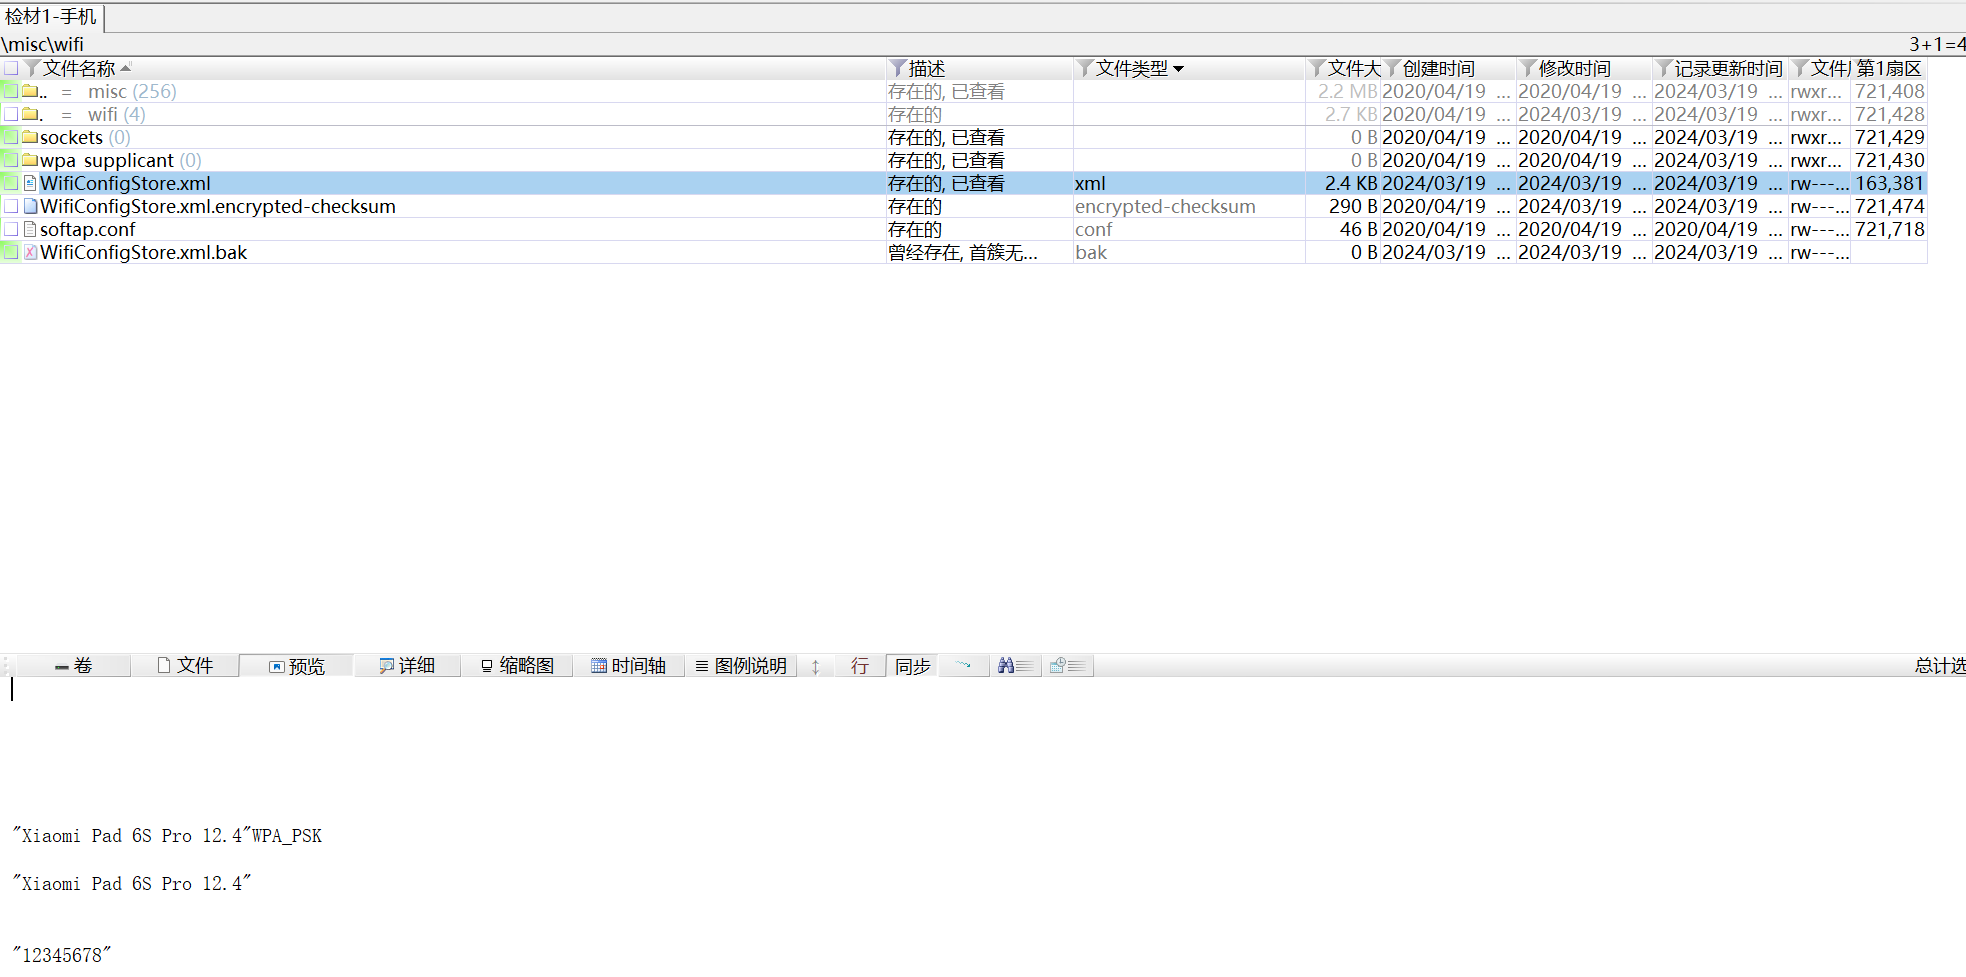 检材1-手机
\misc\wifi 3+1=4
文件名称 描述 文件类型 文件大 创建时间 修改时间 记录更新时间 文件 第1扇区
.. = misc (256) 存在的, 已查看 2.2 MB 2020/04/19 ... 2020/04/19 ... 2024/03/19 ... rwxr... 721,408
. = wifi (4) 存在的 2.7 KB 2020/04/19 ... 2024/03/19 ... 2024/03/19 ... rwxr... 721,428
sockets (0) 存在的, 已查看 0 B 2020/04/19 ... 2020/04/19 ... 2024/03/19 ... rwxr... 721,429
wpa_supplicant (0) 存在的, 已查看 0 B 2020/04/19 ... 2020/04/19 ... 2024/03/19 ... rwxr... 721,430
WifiConfigStore.xml 存在的, 已查看 xml 2.4 KB 2024/03/19 ... 2024/03/19 ... 2024/03/19 ... rw---... 163,381
WifiConfigStore.xml.encrypted-checksum 存在的 encrypted-checksum 290 B 2020/04/19 ... 2024/03/19 ... 2024/03/19 ... rw---... 721,474
softap.conf 存在的 conf 46 B 2020/04/19 ... 2020/04/19 ... 2020/04/19 ... rw---... 721,718
WifiConfigStore.xml.bak 曾经存在, 首簇无... bak 0 B 2024/03/19 ... 2024/03/19 ... 2024/03/19 ... rw---...
卷 文件 预览 详细 缩略图 时间轴 图例说明 行 同步 总计选
"Xiaomi Pad 6S Pro 12.4"WPA_PSK
"Xiaomi Pad 6S Pro 12.4"
"12345678"